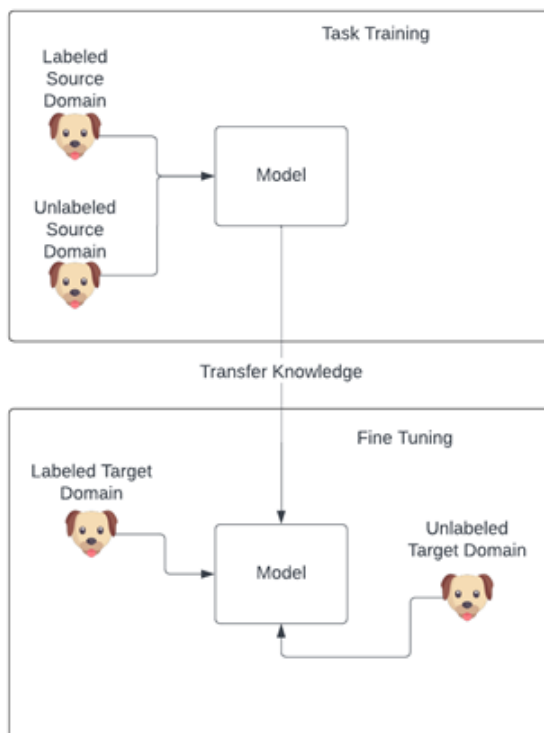 Task Training
Labeled
Source
Domain
Model
Unlabeled
Source
Domain
Transfer Knowledge
Fine Tuning
Labeled Target
Domain
Unlabeled
Target Domain
Model